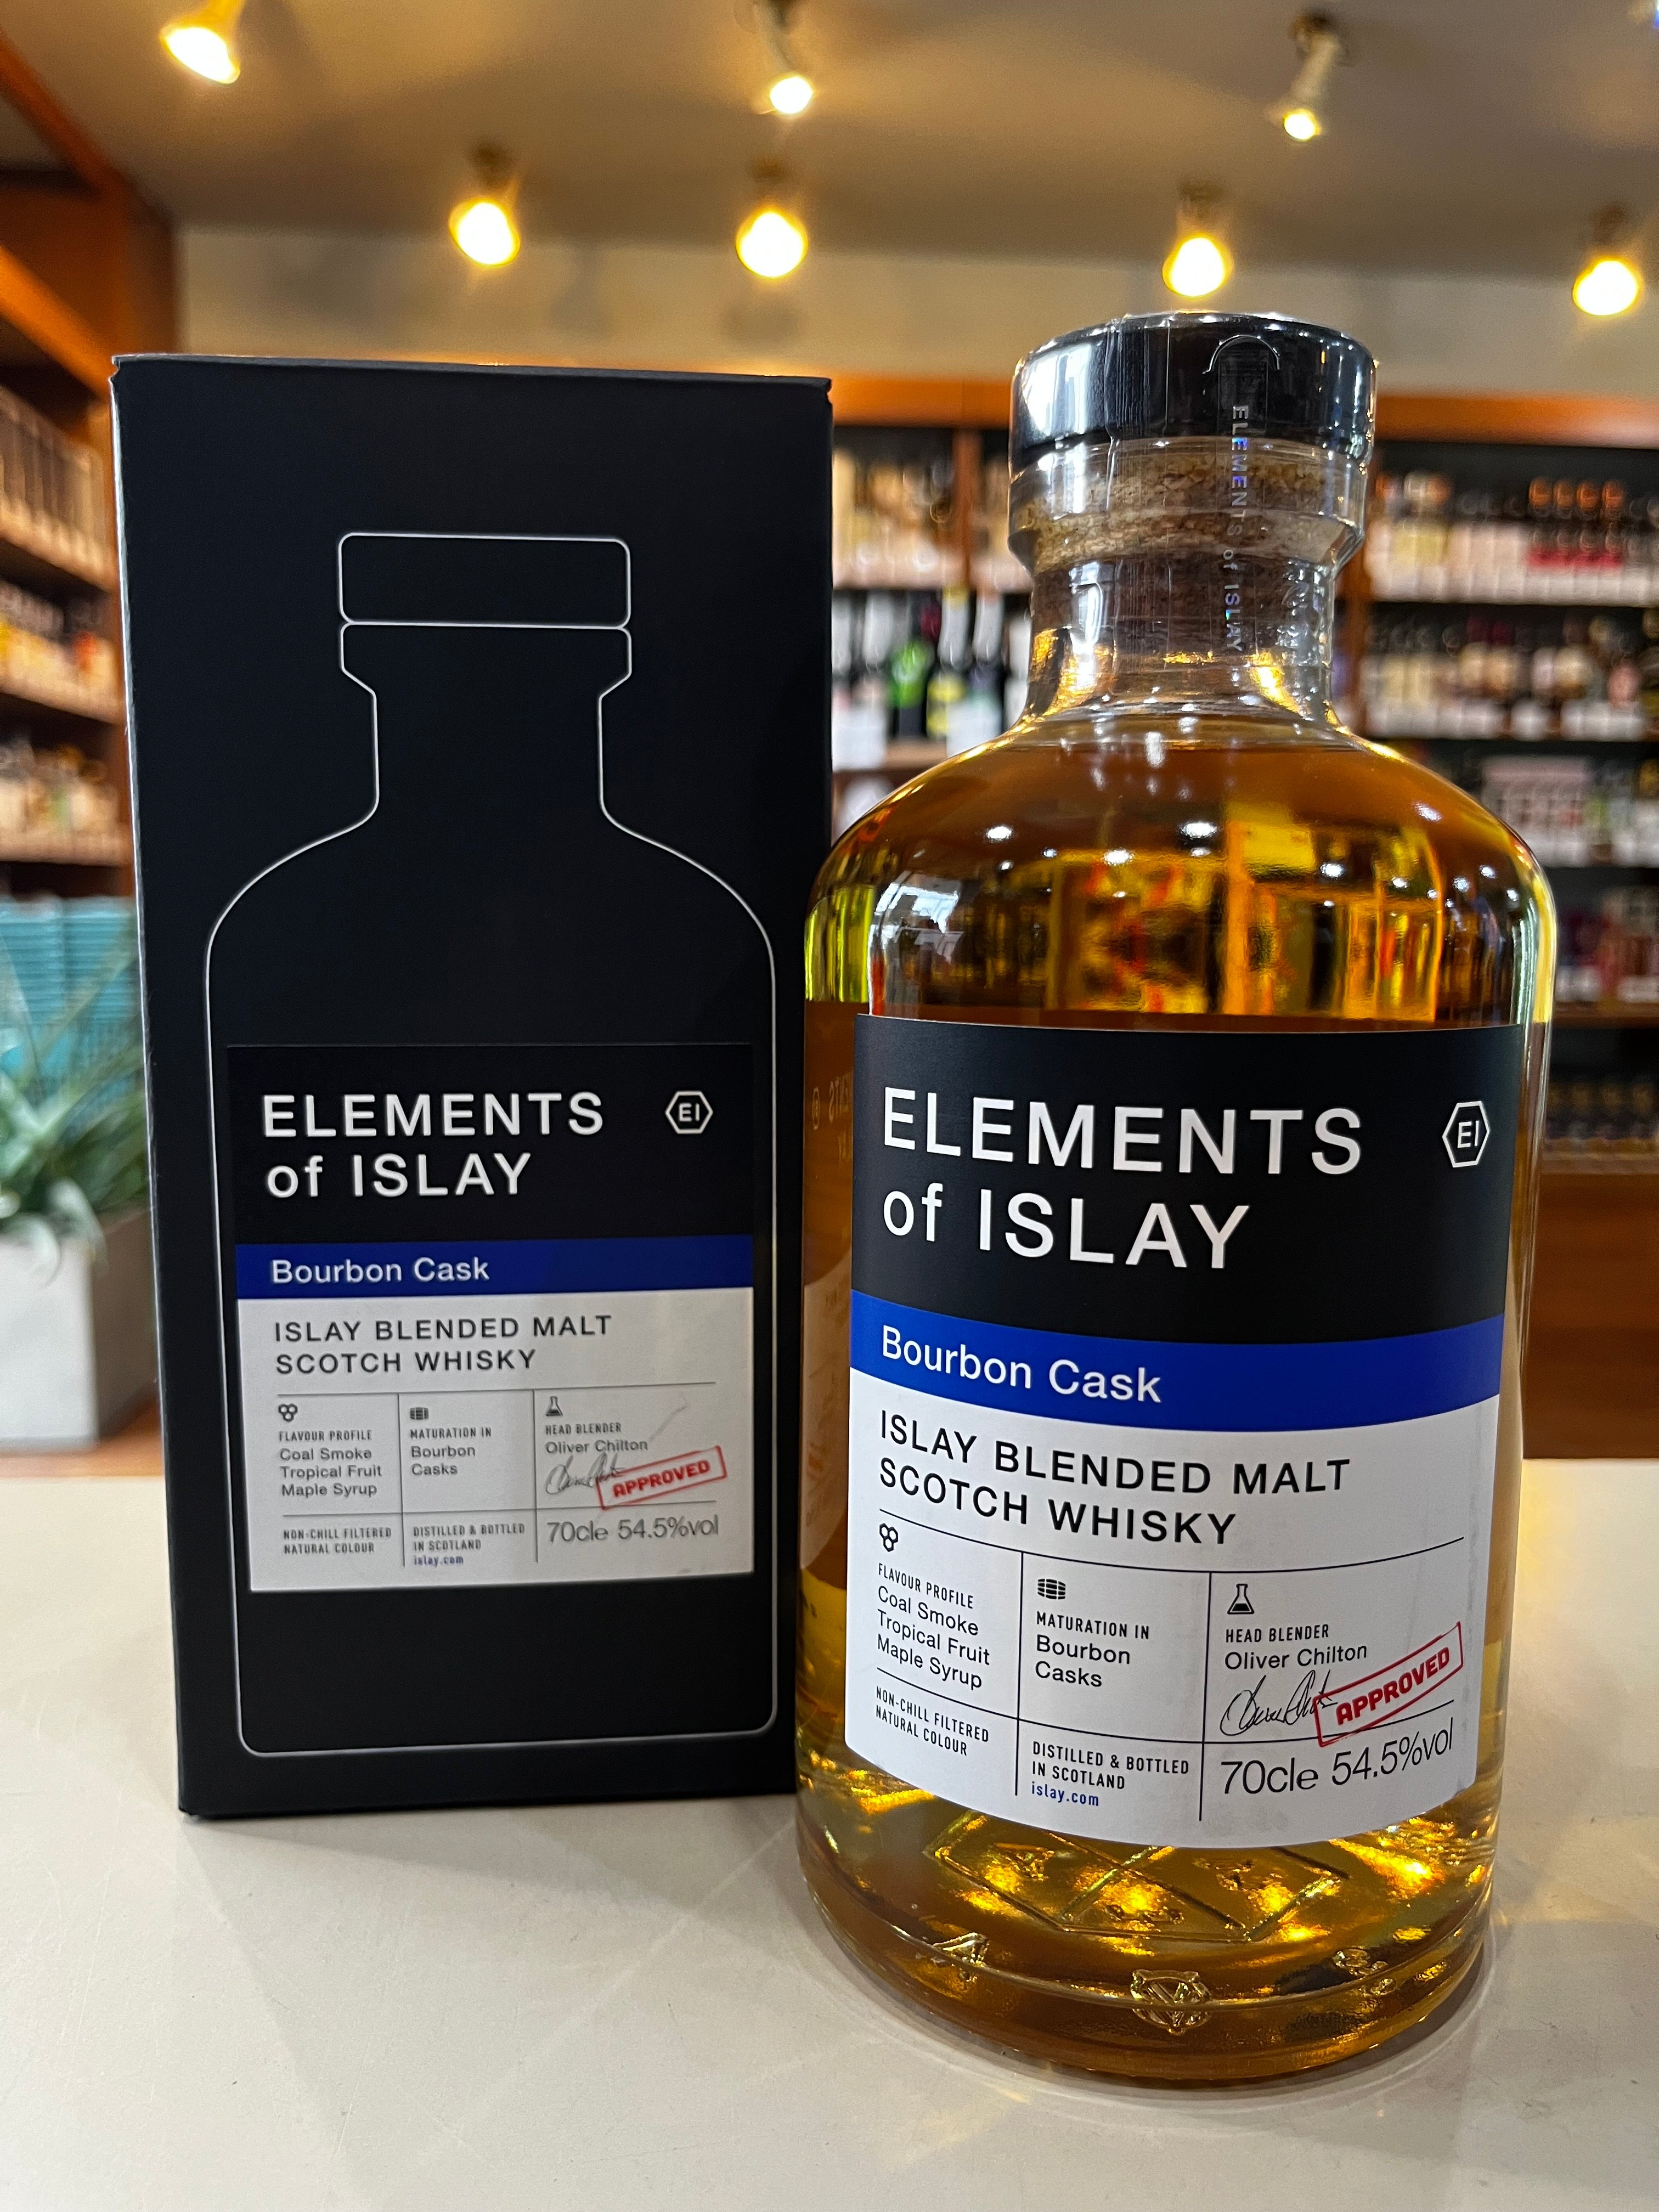 ELEMENTS
of ISLAY
EI
Bourbon Cask
ISLAY BLENDED MALT
SCOTCH WHISKY
FLAVOUR PROFILE
Coal Smoke
Tropical Fruit
Maple Syrup
MATURATION IN
Bourbon
Casks
HEAD BLENDER
Oliver Chilton
APPROVED
NON-CHILL FILTERED
NATURAL COLOUR
DISTILLED & BOTTLED
IN SCOTLAND
islay.com
70cle 54.5%vol
ELEMENTS of ISLAY
ELEMENTS
of ISLAY
EI
Bourbon Cask
ISLAY BLENDED MALT
SCOTCH WHISKY
FLAVOUR PROFILE
Coal Smoke
Tropical Fruit
Maple Syrup
MATURATION IN
Bourbon
Casks
HEAD BLENDER
Oliver Chilton
APPROVED
NON-CHILL FILTERED
NATURAL COLOUR
DISTILLED & BOTTLED
IN SCOTLAND
islay.com
70cle 54.5%vol